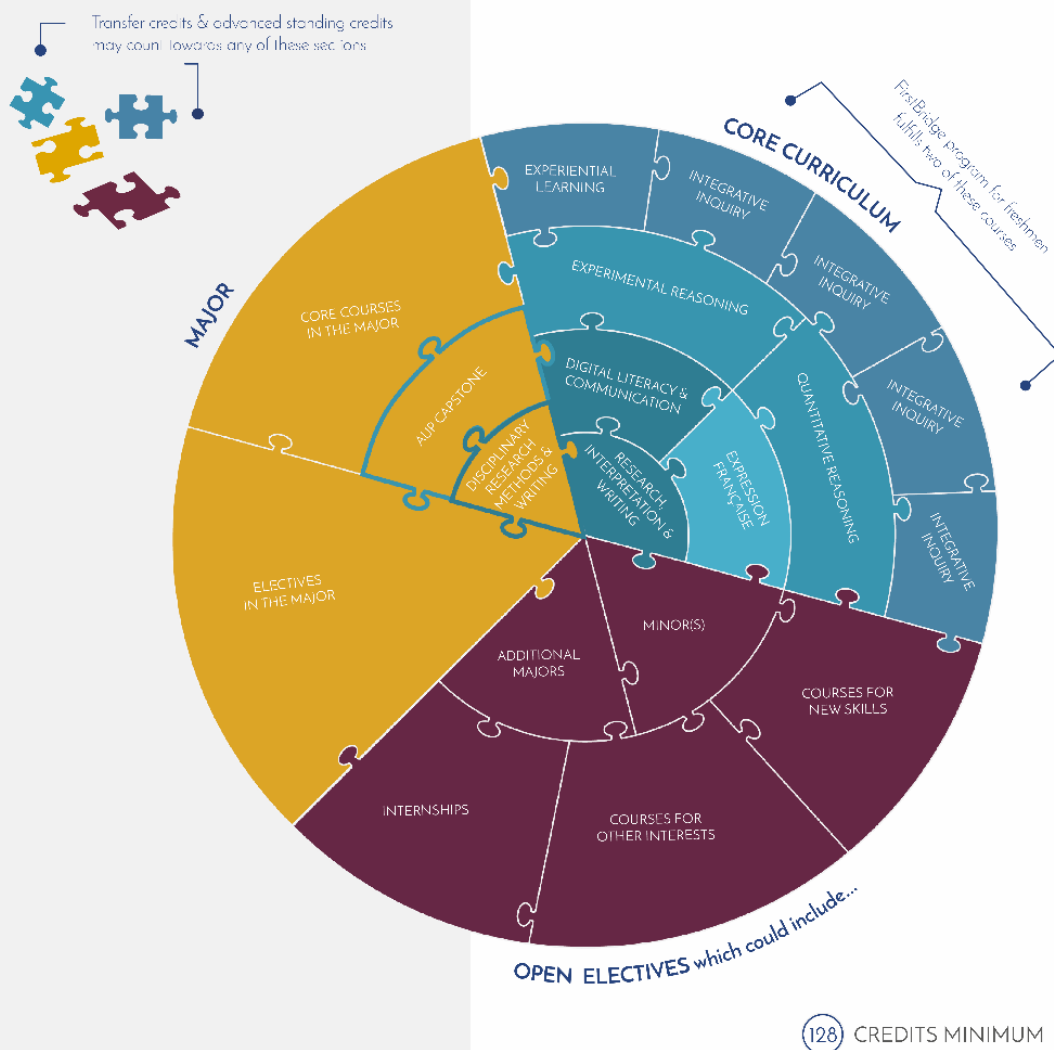 Transfer credits & advanced standing credits
may count towards any of these sections
FirstBridge program for freshmen
fulfills two of these courses
CORE CURRICULUM
EXPERIENTIAL
LEARNING
INTEGRATIVE
INQUIRY
INTEGRATIVE
INQUIRY
INTEGRATIVE
INQUIRY
INTEGRATIVE
INQUIRY
EXPERIMENTAL REASONING
QUANTITATIVE REASONING
DIGITAL LITERACY &
COMMUNICATION
EXPRESSION
FRANÇAISE
RESEARCH,
INTERPRETATION &
WRITING
MAJOR
CORE COURSES
IN THE MAJOR
AUP CAPSTONE
DISCIPLINARY
RESEARCH
METHODS &
WRITING
ELECTIVES
IN THE MAJOR
MINOR(S)
ADDITIONAL
MAJORS
COURSES FOR
NEW SKILLS
INTERNSHIPS
COURSES FOR
OTHER INTERESTS
OPEN ELECTIVES which could include...
128 CREDITS MINIMUM